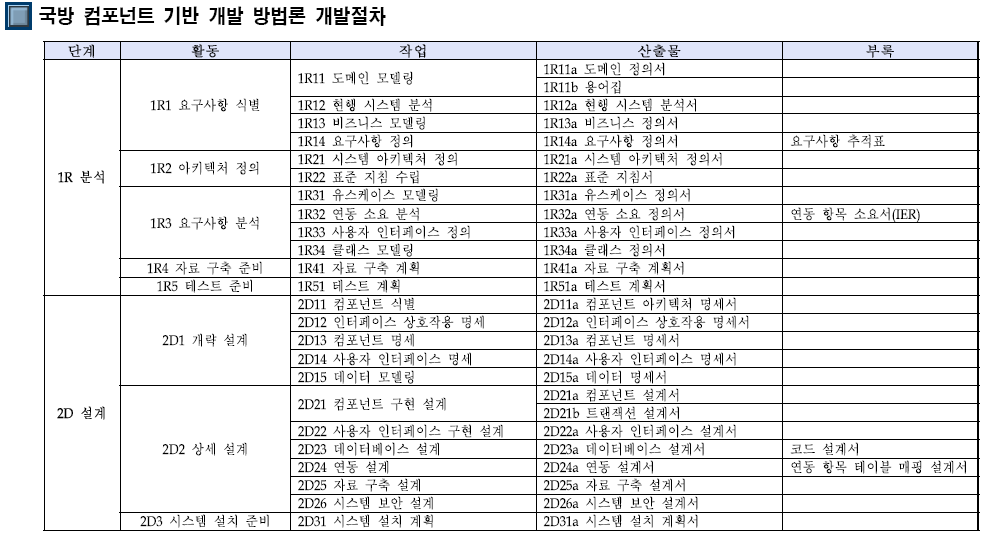 국방 컴포넌트 기반 개발 방법론 개발절차
단계 활동 작업 산출물 부록
1R 분석
1R1 요구사항 식별
1R11 도메인 모델링 1R11a 도메인 정의서
1R11b 용어집
1R12 현행 시스템 분석 1R12a 현행 시스템 분석서
1R13 비즈니스 모델링 1R13a 비즈니스 정의서
1R14 요구사항 정의 1R14a 요구사항 정의서 요구사항 추적표
1R2 아키텍처 정의
1R21 시스템 아키텍처 정의 1R21a 시스템 아키텍처 정의서
1R22 표준 지침 수립 1R22a 표준 지침서
1R3 요구사항 분석
1R31 유스케이스 모델링 1R31a 유스케이스 정의서
1R32 연동 소요 분석 1R32a 연동 소요 정의서 연동 항목 소요서(IER)
1R33 사용자 인터페이스 정의 1R33a 사용자 인터페이스 정의서
1R34 클래스 모델링 1R34a 클래스 정의서
1R4 자료 구축 준비 1R41 자료 구축 계획 1R41a 자료 구축 계획서
1R5 테스트 준비 1R51 테스트 계획 1R51a 테스트 계획서
2D 설계
2D1 개략 설계
2D11 컴포넌트 식별 2D11a 컴포넌트 아키텍처 명세서
2D12 인터페이스 상호작용 명세 2D12a 인터페이스 상호작용 명세서
2D13 컴포넌트 명세 2D13a 컴포넌트 명세서
2D14 사용자 인터페이스 명세 2D14a 사용자 인터페이스 명세서
2D15 데이터 모델링 2D15a 데이터 명세서
2D2 상세 설계
2D21 컴포넌트 구현 설계 2D21a 컴포넌트 설계서
2D21b 트랜잭션 설계서
2D22 사용자 인터페이스 구현 설계 2D22a 사용자 인터페이스 설계서
2D23 데이터베이스 설계 2D23a 데이터베이스 설계서 코드 설계서
2D24 연동 설계 2D24a 연동 설계서 연동 항목 테이블 매핑 설계서
2D25 자료 구축 설계 2D25a 자료 구축 설계서
2D26 시스템 보안 설계 2D26a 시스템 보안 설계서
2D3 시스템 설치 준비 2D31 시스템 설치 계획 2D31a 시스템 설치 계획서